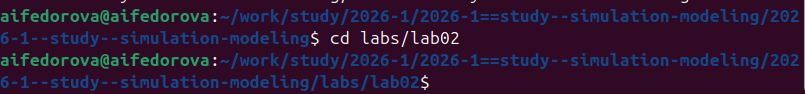 aifedorova@aifedorova:~/work/study/2026-1/2026-1==study--simulation-modeling/202
6-1--study--simulation-modeling$ cd labs/lab02
aifedorova@aifedorova:~/work/study/2026-1/2026-1==study--simulation-modeling/202
6-1--study--simulation-modeling/labs/lab02$